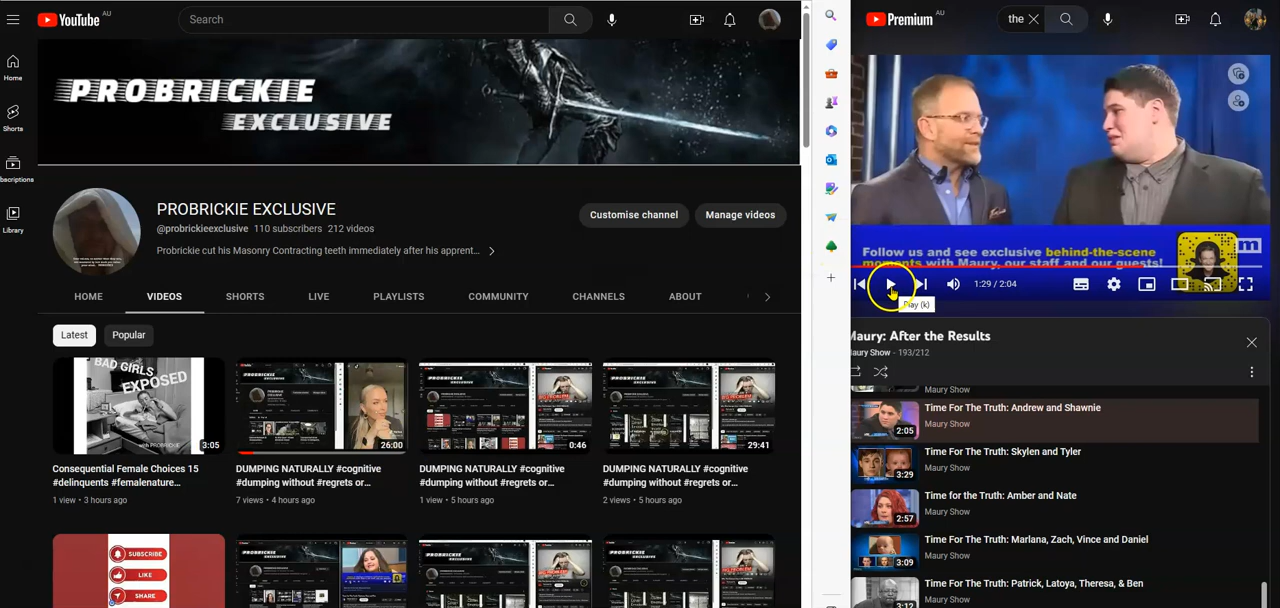 YouTube AU
Search
Home
Shorts
bscriptions
Library
PROBRICKIE
EXCLUSIVE
PROBRICKIE EXCLUSIVE
@probrickieexclusive 110 subscribers 212 videos
Probrickie cut his Masonry Contracting teeth immediately after his apprent...
Customise channel
Manage videos
HOME VIDEOS SHORTS LIVE PLAYLISTS COMMUNITY CHANNELS ABOUT
Latest Popular
BAD GIRLS
EXPOSED
with PROBRICKIE
3:05
26:00
0:46
29:41
Consequential Female Choices 15
#delinquents #femalenature...
1 view • 3 hours ago
DUMPING NATURALLY #cognitive
#dumping without #regrets or...
7 views • 4 hours ago
DUMPING NATURALLY #cognitive
#dumping without #regrets or...
1 view • 5 hours ago
DUMPING NATURALLY #cognitive
#dumping without #regrets or...
2 views • 5 hours ago
SUBSCRIBE
LIKE
SHARE
Premium AU
the
Follow us and see exclusive behind-the-scene
moments with Maury, our staff and our guests!
1:29 / 2:04
Play (k)
Maury: After the Results
laury Show - 193/212
Maury Show
Time For The Truth: Andrew and Shawnie
Maury Show
2:05
Time For The Truth: Skylen and Tyler
Maury Show
3:29
Time for the Truth: Amber and Nate
Maury Show
2:57
Time For The Truth: Marlana, Zach, Vince and Daniel
Maury Show
3:09
Time For The Truth: Patrick, Latoya, Theresa, & Ben
Maury Show
3:12